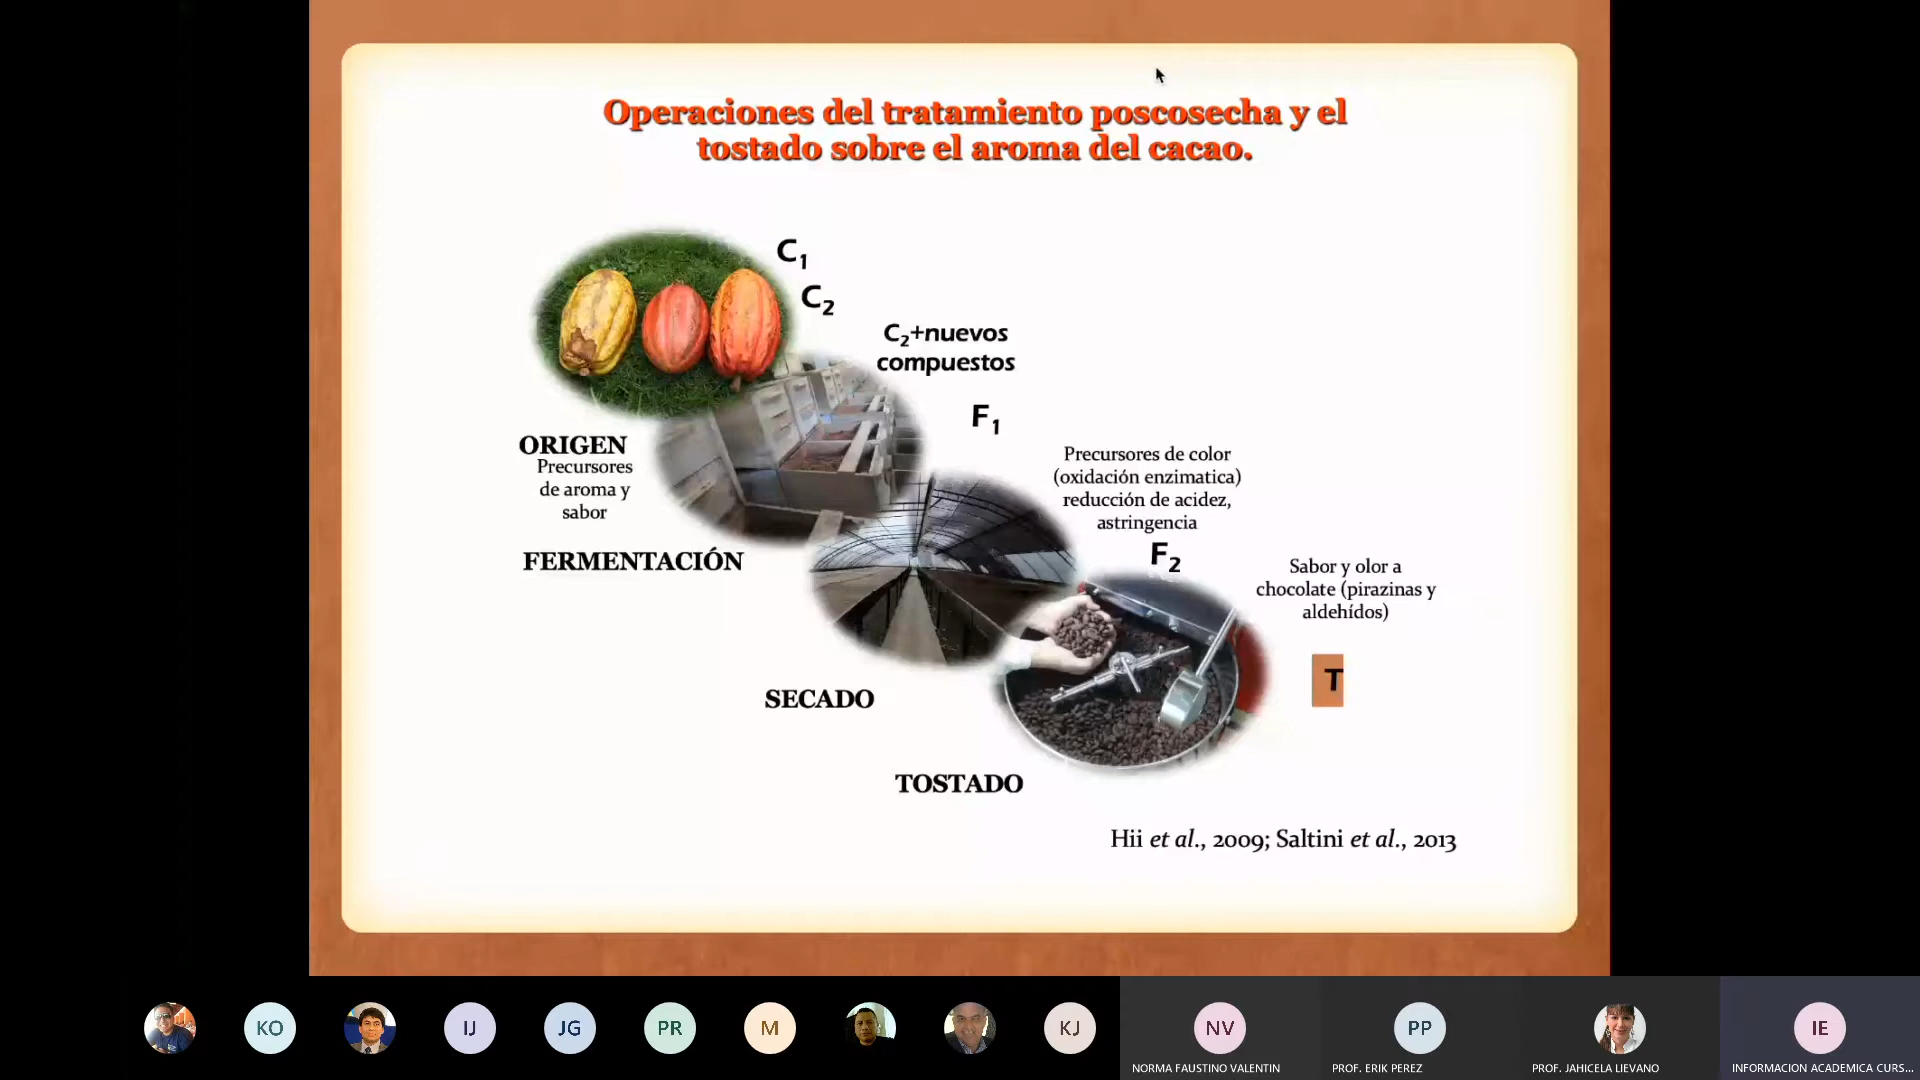 Operaciones del tratamiento poscosecha y el
tostado sobre el aroma del cacao.
C1
C2
C2+nuevos
compuestos
F1
ORIGEN
Precursores
de aroma y
sabor
Precursores de color
(oxidación enzimatica)
reducción de acidez,
astringencia
F2
FERMENTACIÓN
Sabor y olor a
chocolate (pirazinas y
aldehídos)
T
SECADO
TOSTADO
Hii et al., 2009; Saltini et al., 2013
KO
IJ
JG
PR
M
KJ
NV
PP
IE
NORMA FAUSTINO VALENTIN
PROF. ERIK PEREZ
PROF. JAHICELA LIEVANO
INFORMACION ACADEMICA CURS...